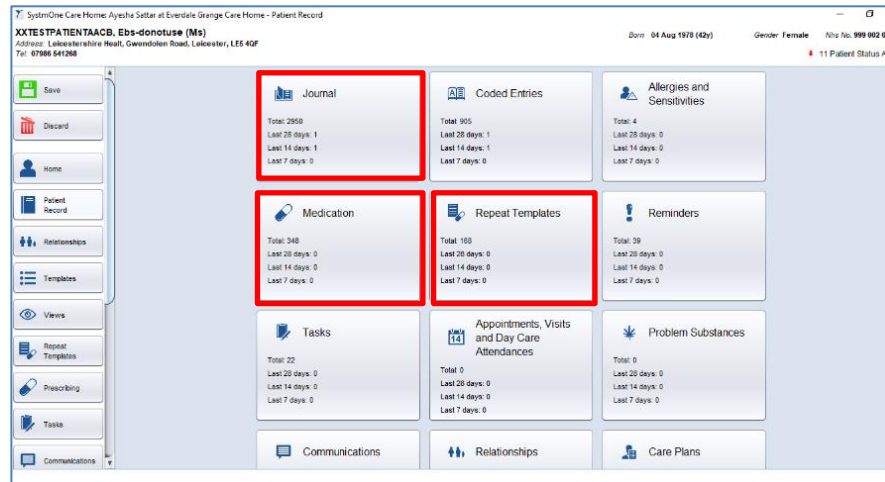 SystmOne Care Home: Ayesha Sattar at Everdale Grange Care Home - Patient Record
XXTESTPATIENTAACB, Ebs-donotuse (Ms)
Born 04 Aug 1978 (42y) Gender Female Nhs No. 999 002 6
Address: Leicestershire Healt, Gwendolen Road, Leicester, LE5 4QF
Tel: 07986 541268
11 Patient Status A
Save
Discard
Home
Patient
Record
Relationships
Templates
Views
Repeat
Templates
Prescribing
Tasks
Communications
Journal
Total: 2950
Last 28 days: 1
Last 14 days: 1
Last 7 days: 0
Coded Entries
Total: 905
Last 28 days: 1
Last 14 days: 1
Last 7 days: 0
Allergies and
Sensitivities
Total: 4
Last 28 days: 0
Last 14 days: 0
Last 7 days: 0
Medication
Total: 348
Last 28 days: 0
Last 14 days: 0
Last 7 days: 0
Repeat Templates
Total: 168
Last 28 days: 0
Last 14 days: 0
Last 7 days: 0
Reminders
Total: 39
Last 28 days: 0
Last 14 days: 0
Last 7 days: 0
Tasks
Total: 22
Last 28 days: 0
Last 14 days: 0
Last 7 days: 0
14
Appointments, Visits
and Day Care
Attendances
Total: 0
Last 28 days: 0
Last 14 days: 0
Last 7 days: 0
Problem Substances
Total: 0
Last 28 days: 0
Last 14 days: 0
Last 7 days: 0
Communications
Relationships
Care Plans